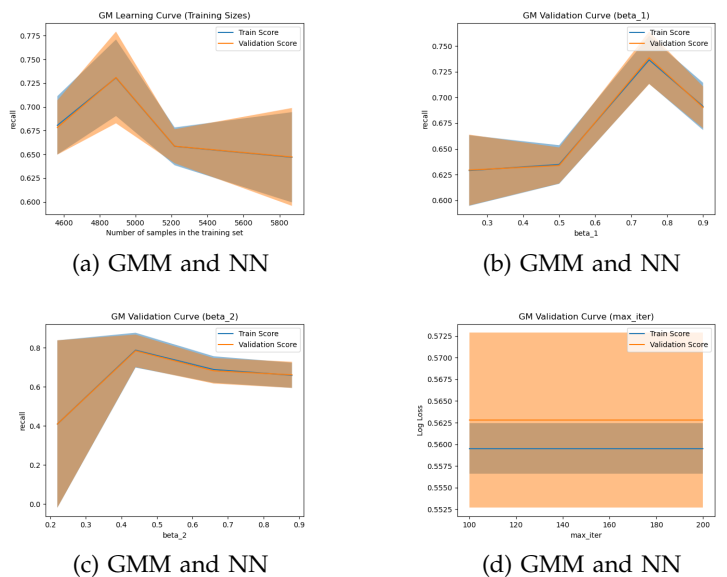 GM Learning Curve (Training Sizes)
Train Score
Validation Score
recall
0.775
0.750
0.725
0.700
0.675
0.650
0.625
0.600
4600 4800 5000 5200 5400 5600 5800
Number of samples in the training set
(a) GMM and NN
GM Validation Curve (beta_1)
Train Score
Validation Score
recall
0.750
0.725
0.700
0.675
0.650
0.625
0.600
0.3 0.4 0.5 0.6 0.7 0.8 0.9
beta_1
(b) GMM and NN
GM Validation Curve (beta_2)
Train Score
Validation Score
recall
0.8
0.6
0.4
0.2
0.0
0.2 0.3 0.4 0.5 0.6 0.7 0.8 0.9
beta_2
(c) GMM and NN
GM Validation Curve (max_iter)
Train Score
Validation Score
Log Loss
0.5725
0.5700
0.5675
0.5650
0.5625
0.5600
0.5575
0.5550
0.5525
100 120 140 160 180 200
max_iter
(d) GMM and NN